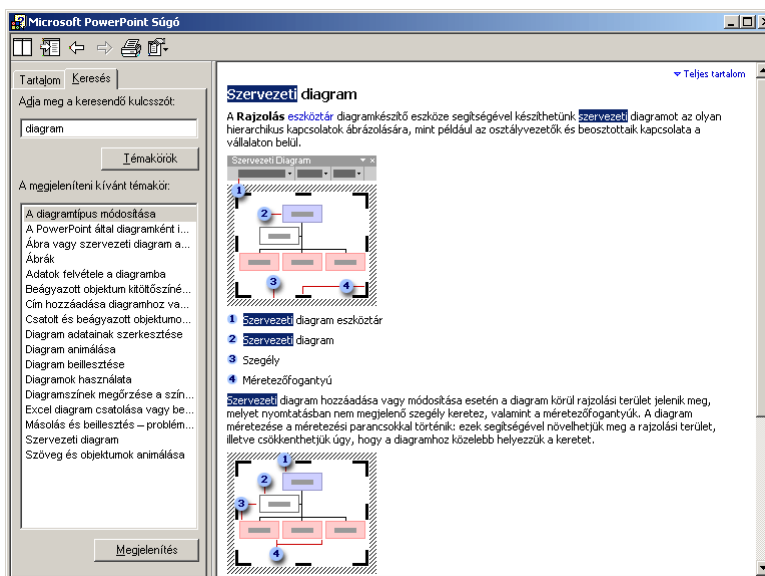 Microsoft PowerPoint Súgó
Tartalom Keresés
Adja meg a keresendő kulcsszót:
diagram
Témakörök
A megjeleníteni kívánt témakör:
A diagramtípus módosítása
A PowerPoint által diagramként i...
Ábra vagy szervezeti diagram a...
Ábrák
Adatok felvétele a diagramba
Beágyazott objektum kitöltőszíné...
Cím hozzáadása diagramhoz va...
Csatolt és beágyazott objektumo...
Diagram adatainak szerkesztése
Diagram animálása
Diagram beillesztése
Diagramok használata
Diagramszínek megőrzése a szín...
Excel diagram csatolása vagy be...
Másolás és beillesztés – problém...
Szervezeti diagram
Szöveg és objektumok animálása
Megjelenítés
Teljes tartalom
Szervezeti diagram
A Rajzolás eszköztár diagramkészítő eszköze segítségével készíthetünk szervezeti diagramot az olyan
hierarchikus kapcsolatok ábrázolására, mint például az osztályvezetők és beosztottaik kapcsolata a
vállalaton belül.
Szervezeti Diagram
1
2
3
4
1 Szervezeti diagram eszköztár
2 Szervezeti diagram
3 Szegély
4 Méretezőfogantyú
Szervezeti diagram hozzáadása vagy módosítása esetén a diagram körül rajzolási terület jelenik meg,
melyet nyomtatásban nem megjelenő szegély keretez, valamint a méretezőfogantyúk. A diagram
méretezése a méretezési parancsokkal történik: ezek segítségével növelhetjük meg a rajzolási terület,
illetve csökkenthetjük úgy, hogy a diagramhoz közelebb helyezzük a keretet.
1
2
3
4